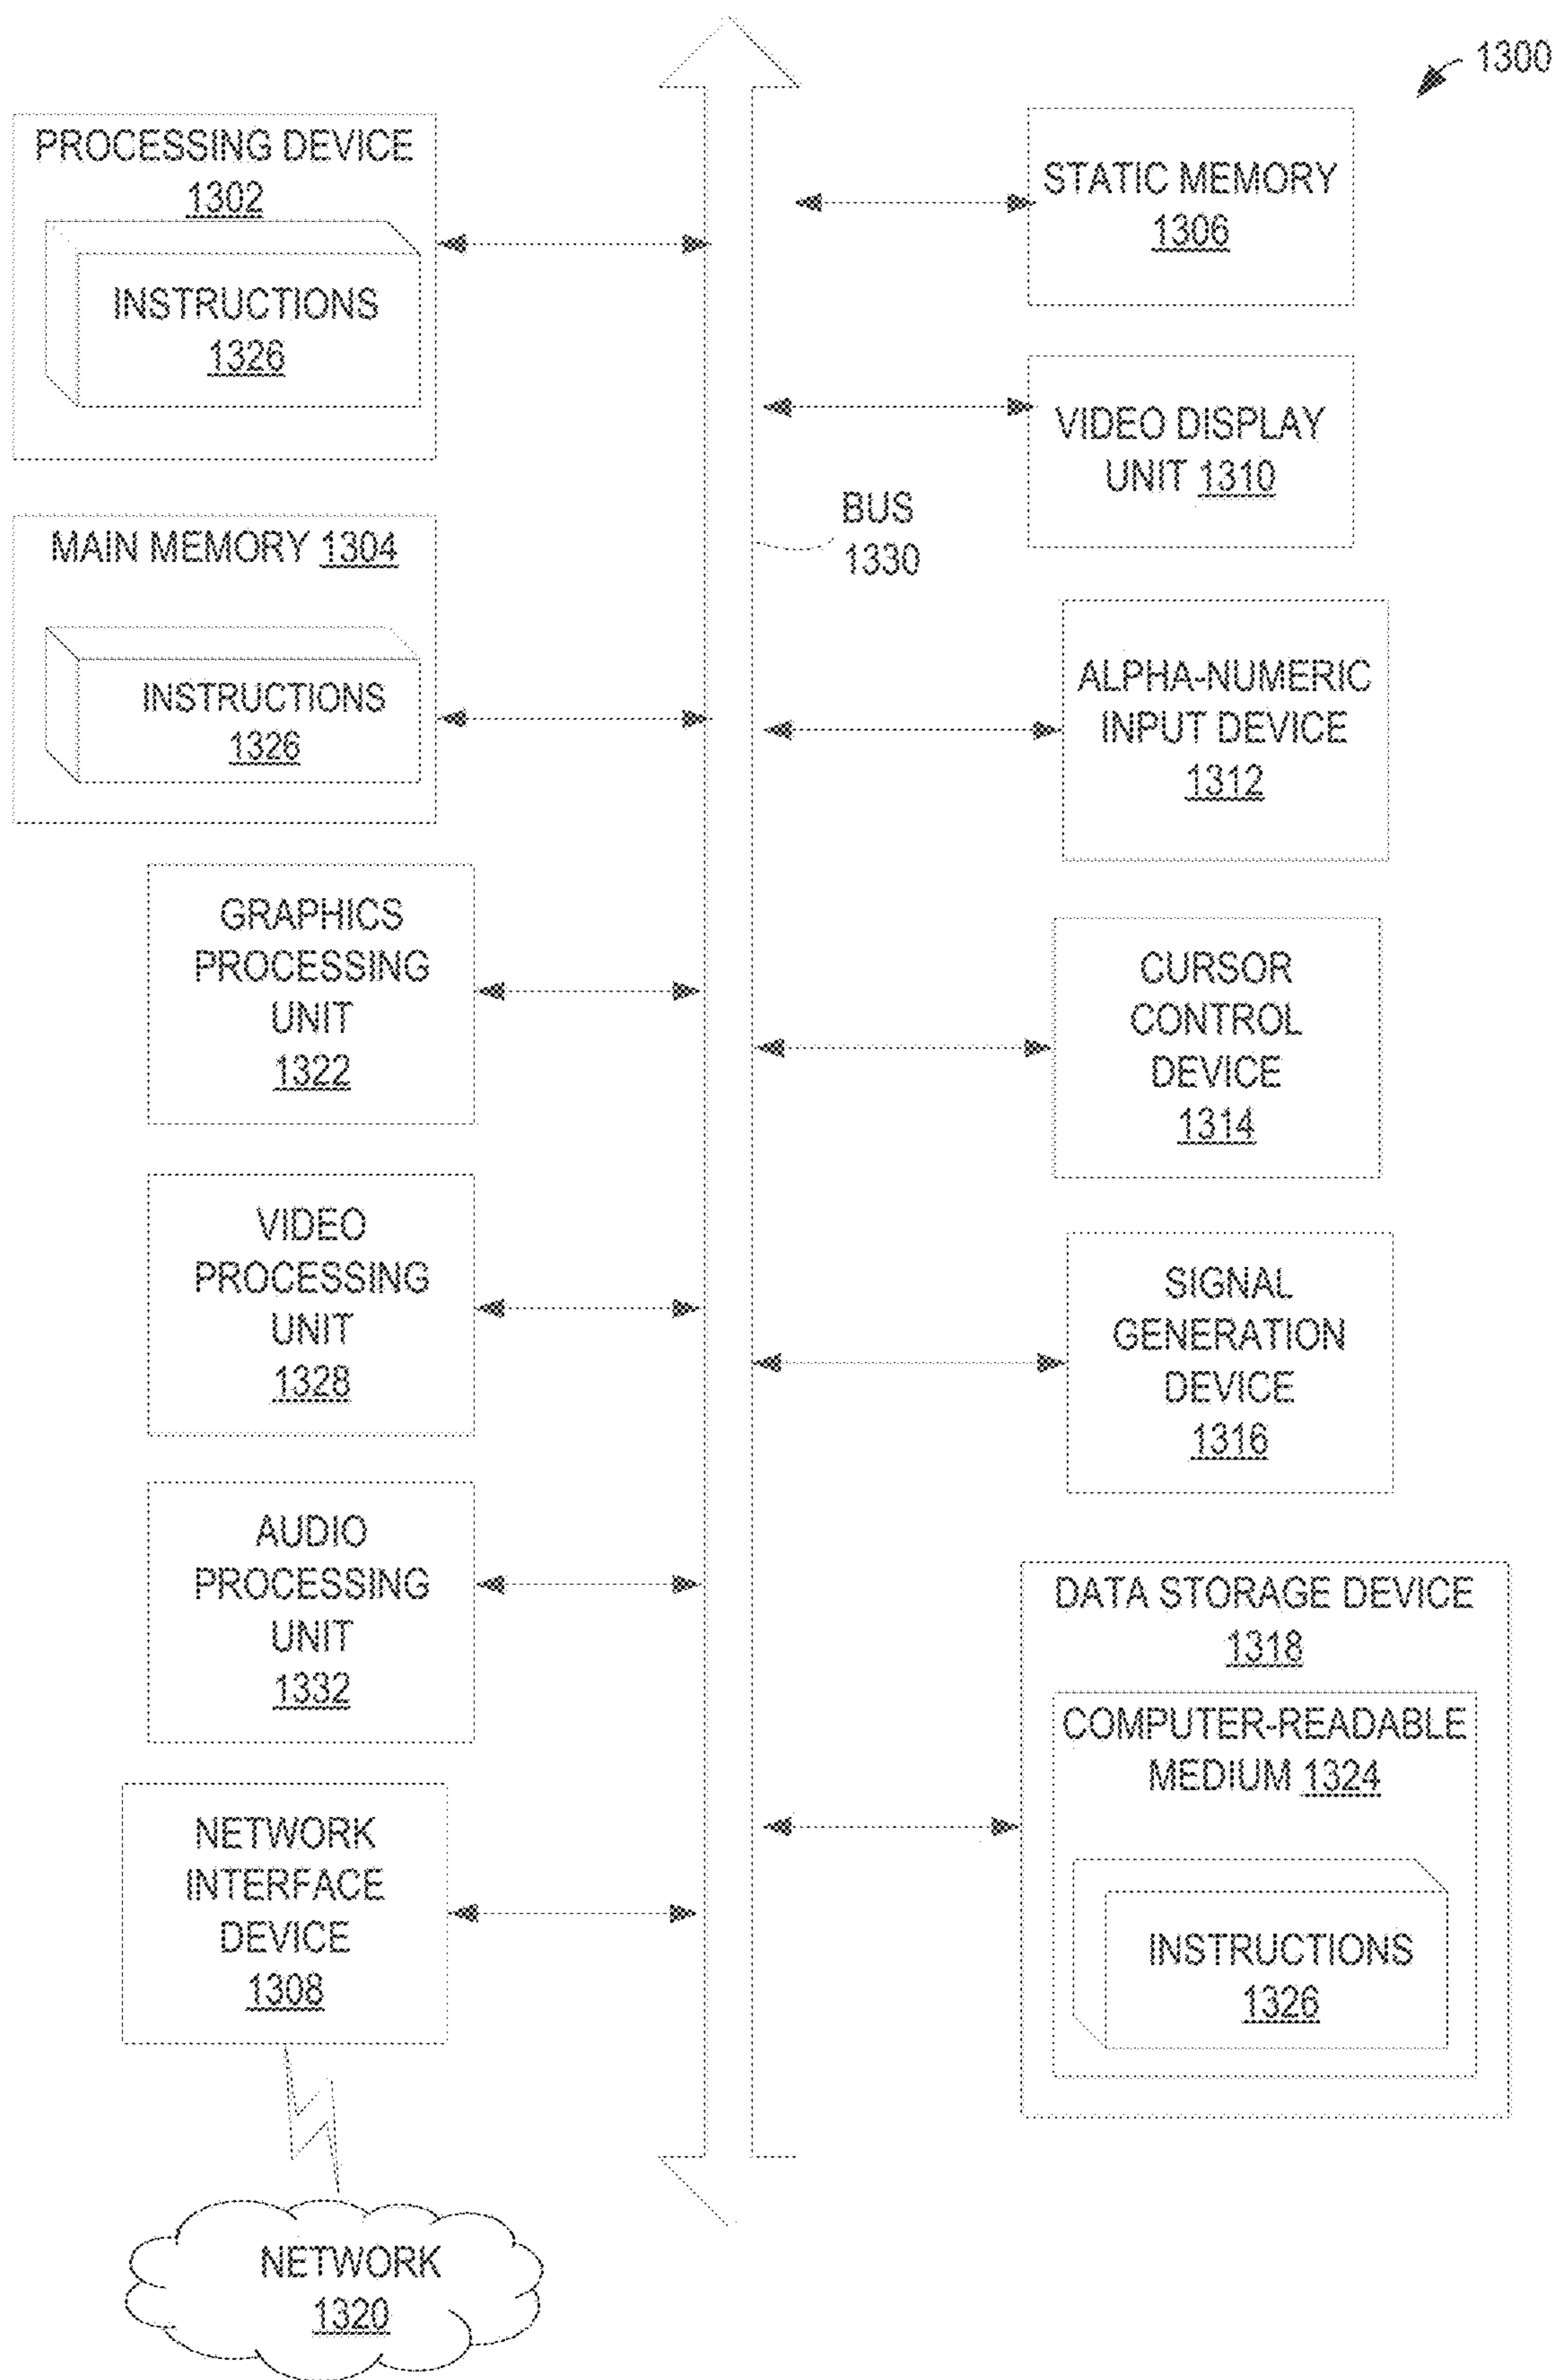 1300
PROCESSING DEVICE
1302
INSTRUCTIONS
1326
MAIN MEMORY 1304
INSTRUCTIONS
1326
GRAPHICS
PROCESSING
UNIT
1322
VIDEO
PROCESSING
UNIT
1328
AUDIO
PROCESSING
UNIT
1332
NETWORK
INTERFACE
DEVICE
1308
NETWORK
1320
BUS
1330
STATIC MEMORY
1306
VIDEO DISPLAY
UNIT 1310
ALPHA-NUMERIC
INPUT DEVICE
1312
CURSOR
CONTROL
DEVICE
1314
SIGNAL
GENERATION
DEVICE
1316
DATA STORAGE DEVICE
1318
COMPUTER-READABLE
MEDIUM 1324
INSTRUCTIONS
1326